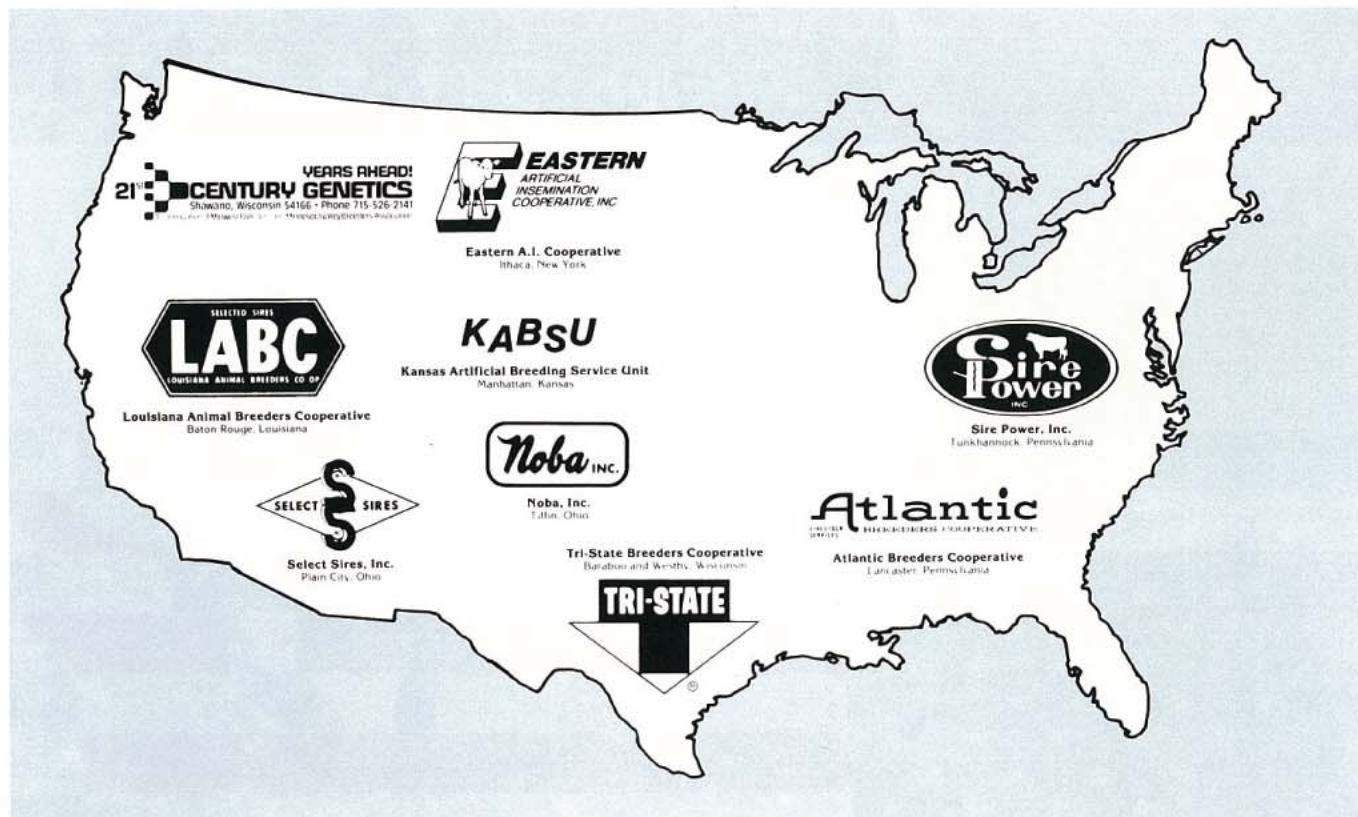 YEARS AHEAD!
21ST CENTURY GENETICS
Shawano, Wisconsin 54166 • Phone 715-526-2141
EASTERN
ARTIFICIAL
INSEMINATION
COOPERATIVE, INC
Eastern A.I. Cooperative
Ithaca, New York
SELECTED SIRES
LABC
LOUISIANA ANIMAL BREEDERS CO OP
Louisiana Animal Breeders Cooperative
Baton Rouge, Louisiana
KABSU
Kansas Artificial Breeding Service Unit
Manhattan, Kansas
Sire
Power
INC
Sire Power, Inc.
Tunkhannock, Pennsylvania
Noba INC.
Noba, Inc.
Tiffin, Ohio
SELECT SIRES
Select Sires, Inc.
Plain City, Ohio
Atlantic
BREEDERS COOPERATIVE
Atlantic Breeders Cooperative
Lancaster, Pennsylvania
Tri-State Breeders Cooperative
Baraboo and Westby, Wisconsin
TRI-STATE
®